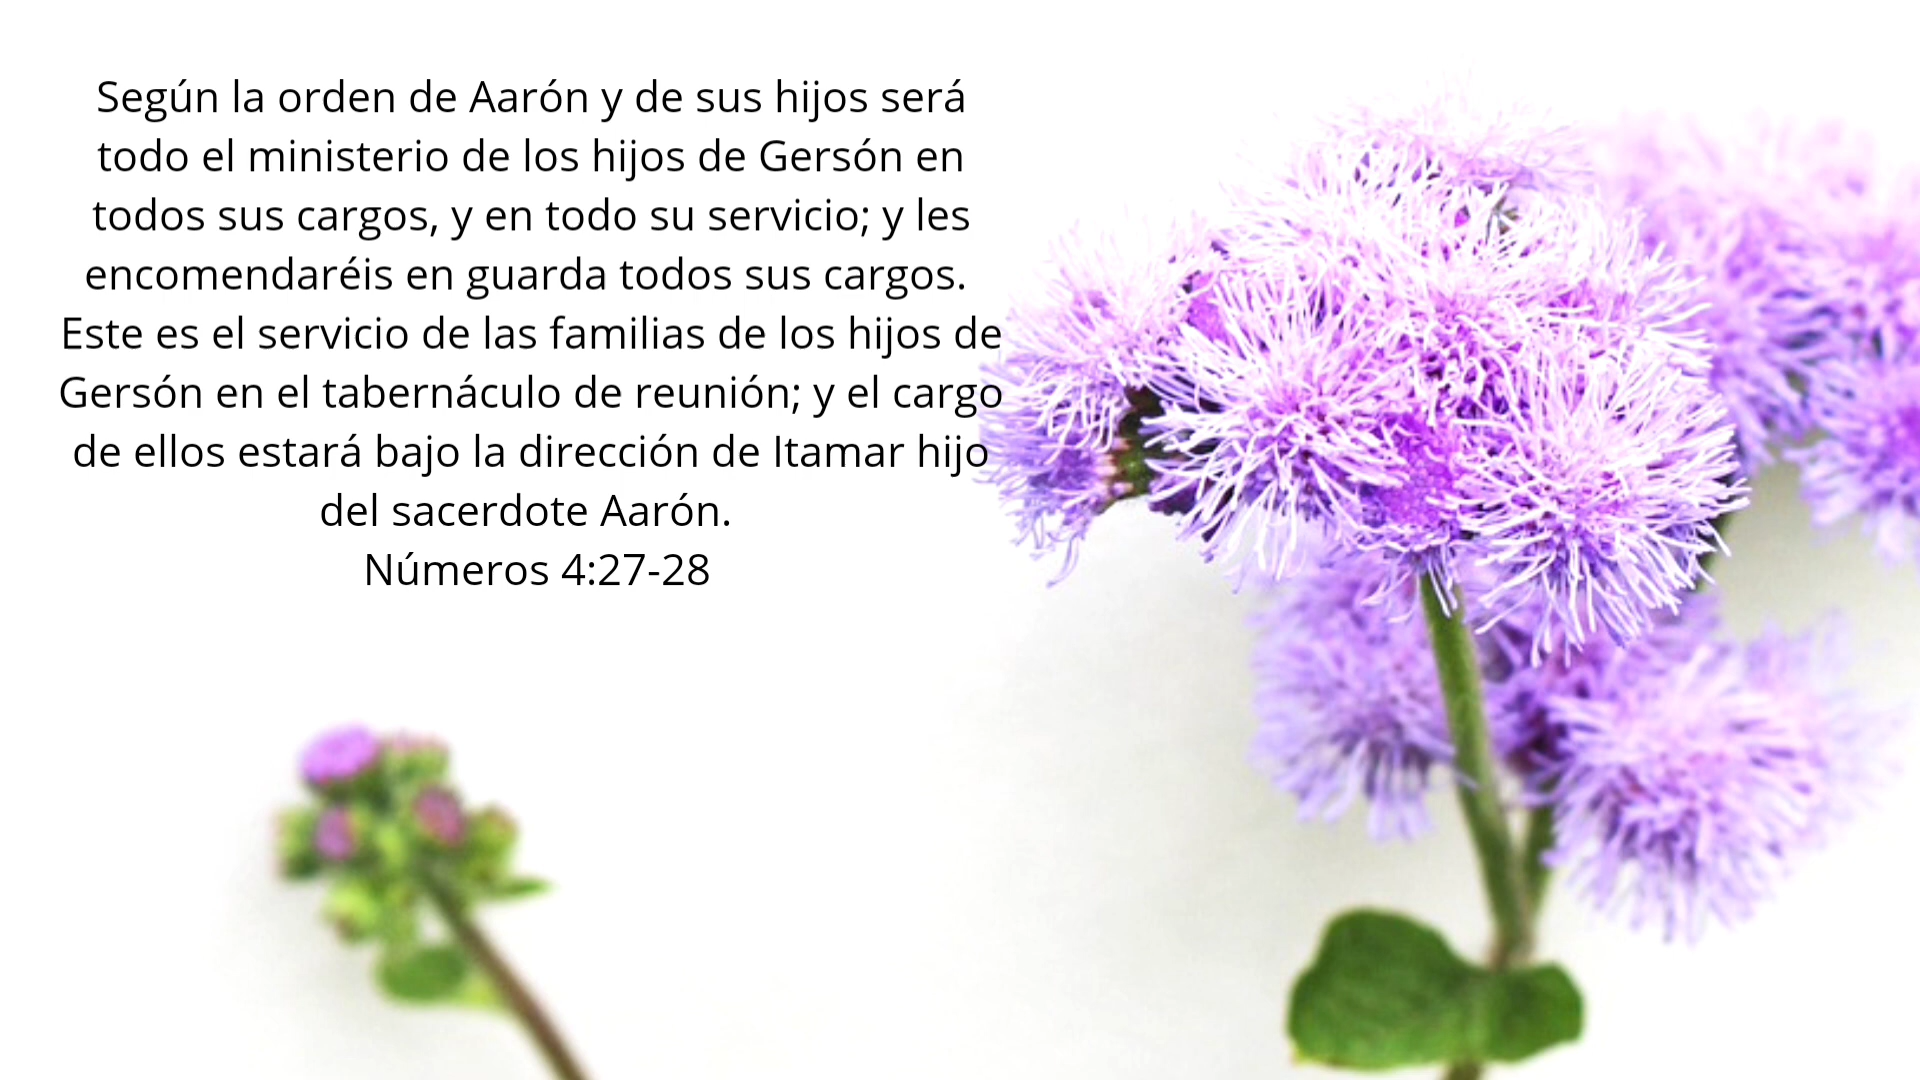 Según la orden de Aarón y de sus hijos será
todo el ministerio de los hijos de Gersón en
todos sus cargos, y en todo su servicio; y les
encomendaréis en guarda todos sus cargos.
Este es el servicio de las familias de los hijos de
Gersón en el tabernáculo de reunión; y el cargo
de ellos estará bajo la dirección de Itamar hijo
del sacerdote Aarón.
Números 4:27-28